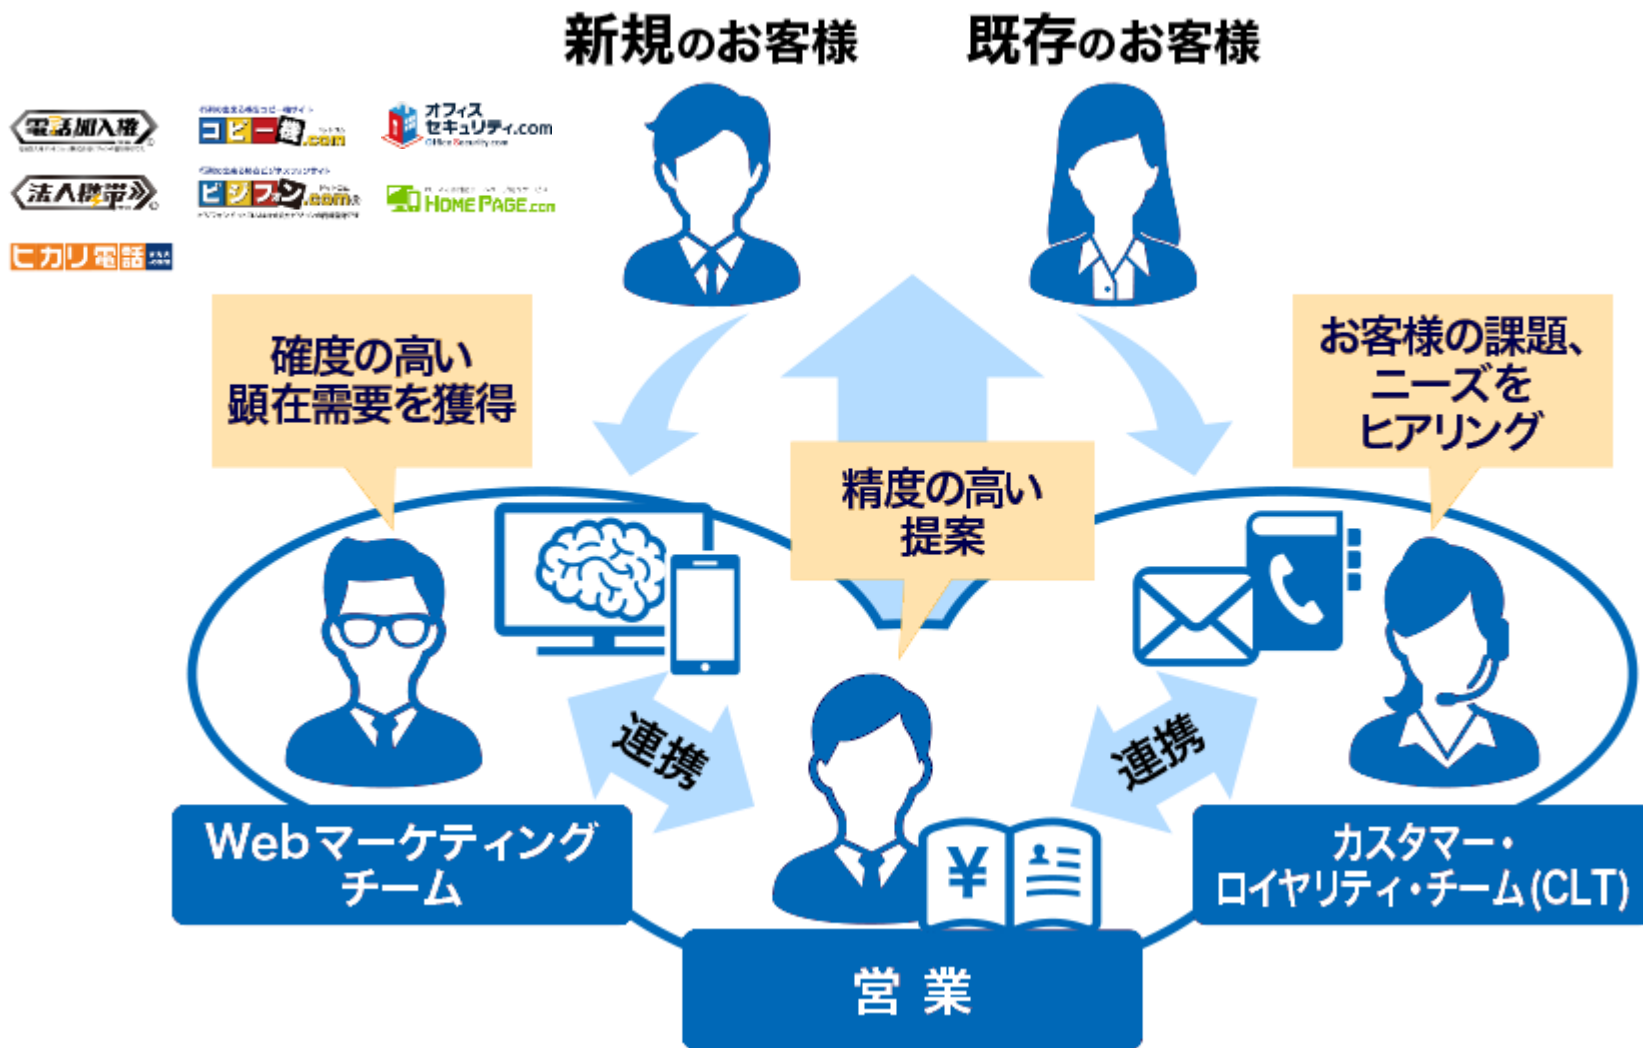 新規のお客様
既存のお客様
電話加入権
コピー機.com
オフィス
セキュリティ.com
Office Security.com
法人携帯
ビジフォン.com
HOMEPAGE.com
ヒカリ電話
確度の高い
顕在需要を獲得
お客様の課題、
ニーズを
ヒアリング
精度の高い
提案
連携
連携
Webマーケティング
チーム
カスタマー・
ロイヤリティ・チーム(CLT)
¥
営業